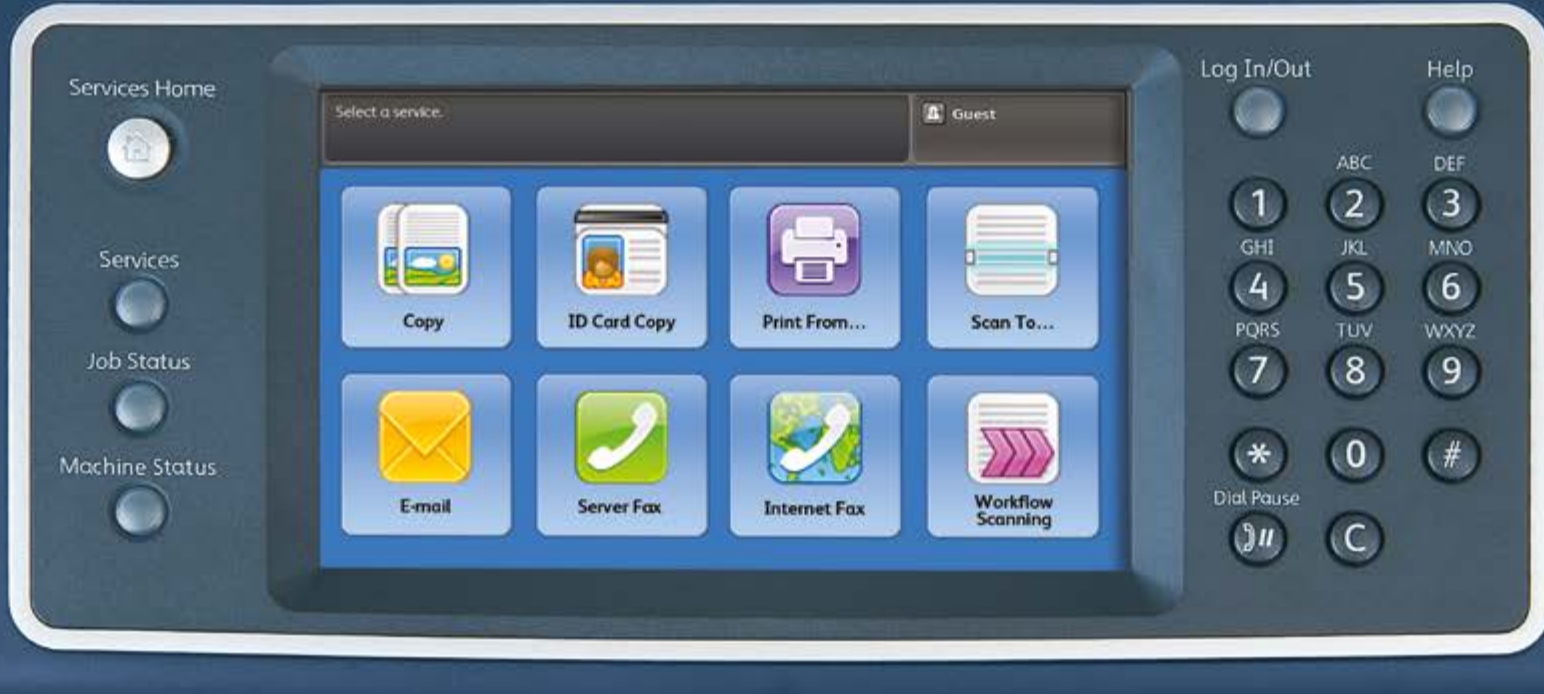 Services Home
Services
Job Status
Machine Status
Select a service.
Guest
Copy
ID Card Copy
Print From...
Scan To...
E-mail
Server Fax
Internet Fax
Workflow
Scanning
Log In/Out
Help
ABC
DEF
1
2
3
GHI
JKL
MNO
4
5
6
PQRS
TUV
WXYZ
7
8
9
*
0
#
Dial Pause
C